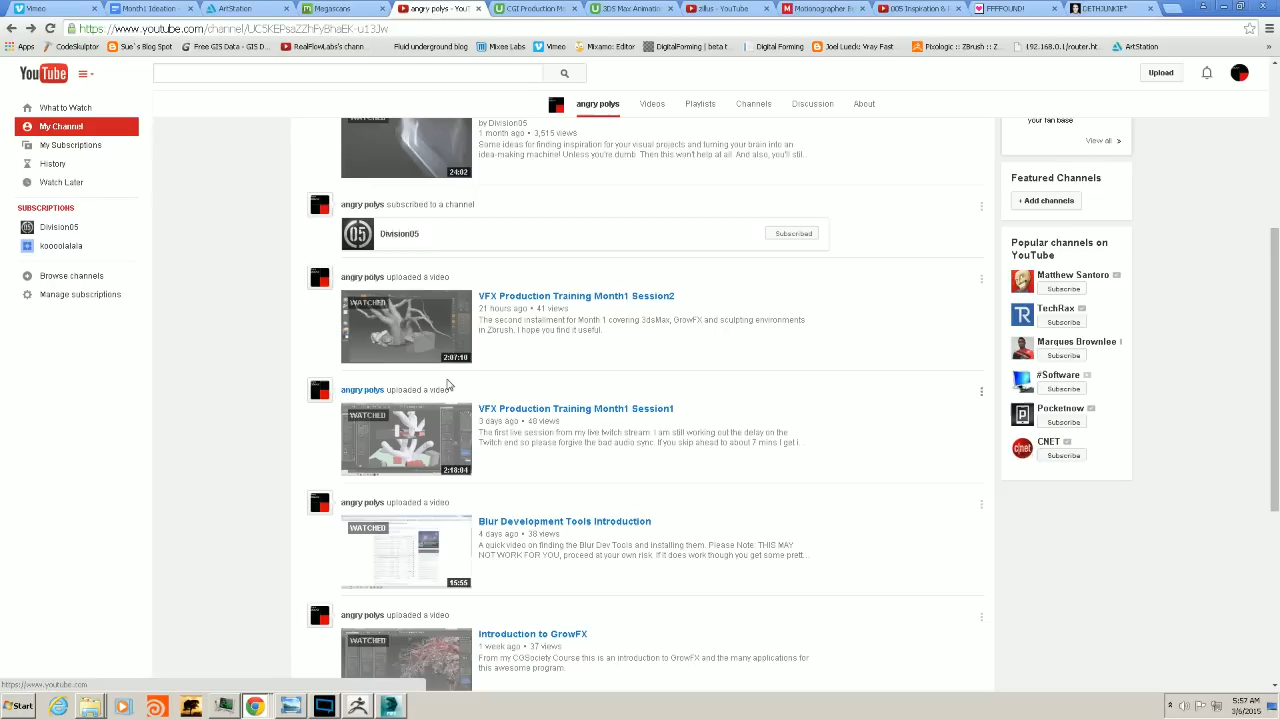 Vimeo
Month1 Ideation -
ArtStation
Megascans
angry polys - YouT
CGI Production M
3DS Max Animation
zillus - YouTube
Motionographer B
005 Inspiration & I
FFFFOUND!
DETHJUNKIE*
https://www.youtube.com/channel/UC5KEPsaZZhFyBhaEK-u13Jw
Apps
CodeSkulptor
Sue`s Blog Spot
Free GIS Data - GIS D...
RealFlowLabs's chann...
Fluid underground blog
Mixee Labs
Vimeo
Mixamo: Editor
DigitalForming | beta t...
Digital Forming
Joel Lueck: Vray Fast...
Pixologic :: ZBrush :: Z...
192.168.0.1/router.ht...
ArtStation
YouTube
Upload
angry polys
Videos
Playlists
Channels
Discussion
About
What to Watch
My Channel
My Subscriptions
History
Watch Later
SUBSCRIPTIONS
Division05
koooolalala
Browse channels
Manage subscriptions
WATCHED
24:02
by Division05
1 month ago • 3,515 views
Some ideas for finding inspiration for your visual projects and turning your brain into an
idea-making machine! Unless you're dumb. Then this won't help at all. And also, you'll sti...
angry polys subscribed to a channel
05
Division05
Subscribed
angry polys uploaded a video
WATCHED
2:07:10
VFX Production Training Month1 Session2
21 hours ago • 41 views
The second installment for Month 1 covering 3dsMax, GrowFX and sculpting environments
in Zbrush. I hope you find it useful.
angry polys uploaded a video
WATCHED
2:18:04
VFX Production Training Month1 Session1
3 days ago • 48 views
The first live session from my live twitch stream. I am still working out the delay on the
Twitch end so please forgive the bad audio sync. If you skip ahead to about 7 mins I get i...
angry polys uploaded a video
WATCHED
15:55
Blur Development Tools Introduction
4 days ago • 38 views
A quick video on finding the Blur Dev Tools and installing them. Please Note: THIS MAY
NOT WORK FOR YOU, proceed at your own risk. If it does work though you get some prett...
angry polys uploaded a video
WATCHED
Introduction to GrowFX
1 week ago • 37 views
From my CGSociety Course this is an introduction to GrowFX and the many applications for
this awesome program.
your fan base
View all >
Featured Channels
+ Add channels
Popular channels on
YouTube
Matthew Santoro
Subscribe
TechRax
Subscribe
Marques Brownlee
Subscribe
#Software
Subscribe
Pocketnow
Subscribe
CNET
Subscribe
https://www.youtube.com
Start
5:57 AM
3/6/2015